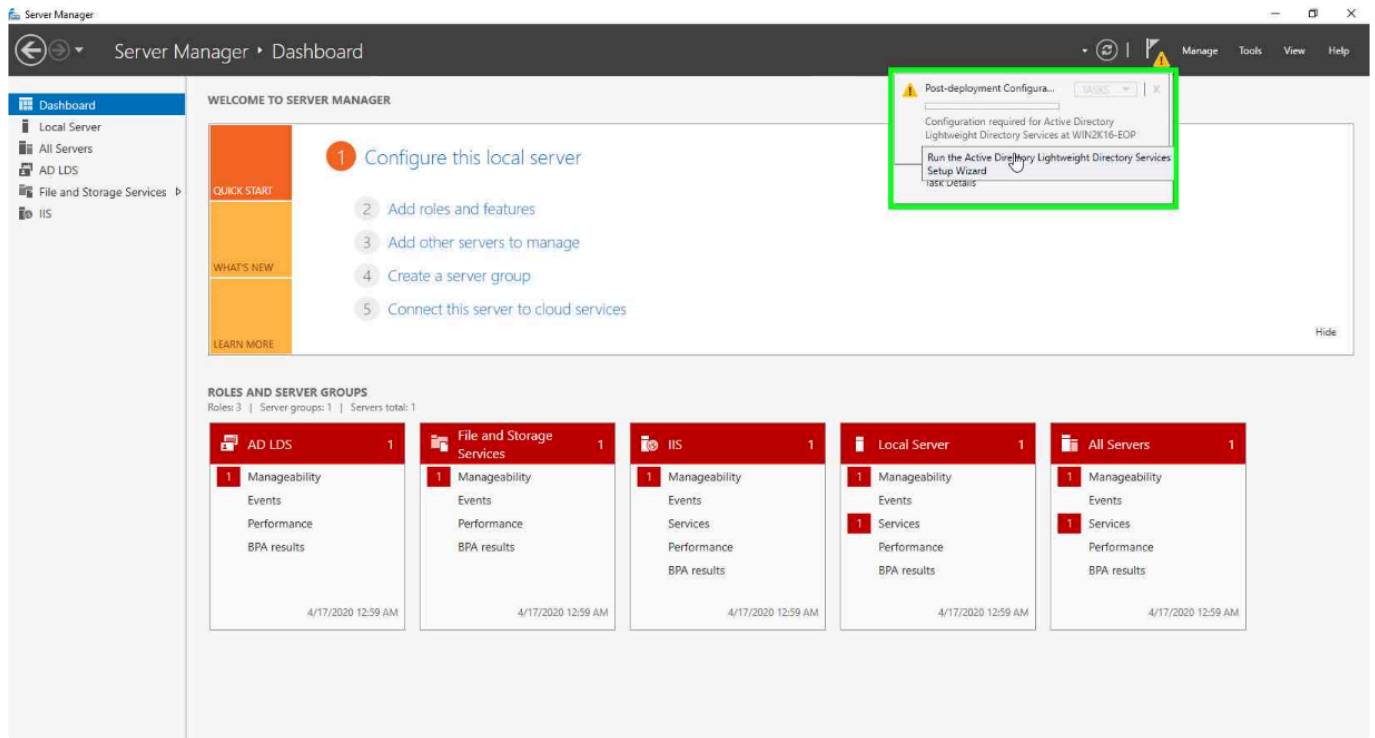 Server Manager
Server Manager • Dashboard
Manage Tools View Help
Dashboard
Local Server
All Servers
AD LDS
File and Storage Services
IIS
WELCOME TO SERVER MANAGER
QUICK START
WHAT'S NEW
LEARN MORE
1 Configure this local server
2 Add roles and features
3 Add other servers to manage
4 Create a server group
5 Connect this server to cloud services
Hide
Post-deployment Configura... TASKS X
Configuration required for Active Directory
Lightweight Directory Services at WIN2K16-EOP
Run the Active Directory Lightweight Directory Services
Setup Wizard
Task Details
ROLES AND SERVER GROUPS
Roles: 3 | Server groups: 1 | Servers total: 1
AD LDS 1
1 Manageability
Events
Performance
BPA results
4/17/2020 12:59 AM
File and Storage
Services 1
1 Manageability
Events
Performance
BPA results
4/17/2020 12:59 AM
IIS 1
1 Manageability
Events
Services
Performance
BPA results
4/17/2020 12:59 AM
Local Server 1
1 Manageability
Events
1 Services
Performance
BPA results
4/17/2020 12:59 AM
All Servers 1
1 Manageability
Events
1 Services
Performance
BPA results
4/17/2020 12:59 AM